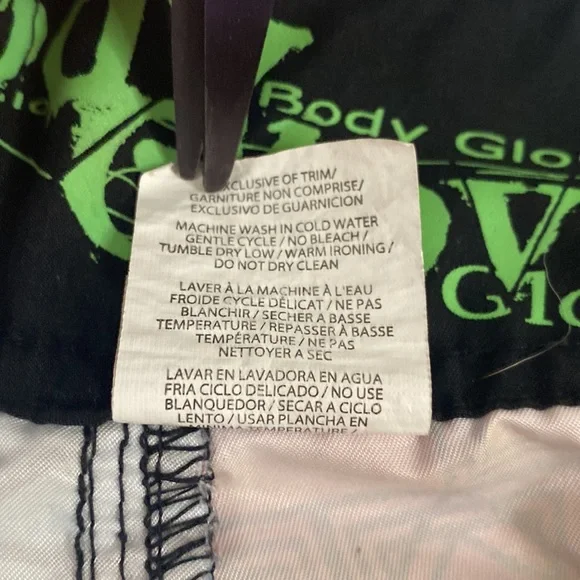 Body Glo
Glo
EXCLUSIVE OF TRIM/
GARNITURE NON COMPRISE/
EXCLUSIVO DE GUARNICION
MACHINE WASH IN COLD WATER
GENTLE CYCLE / NO BLEACH /
TUMBLE DRY LOW / WARM IRONING /
DO NOT DRY CLEAN
LAVER À LA MACHINE À L'EAU
FROIDE CYCLE DÉLICAT / NE PAS
BLANCHIR / SECHER A BASSE
TEMPERATURE / REPASSER À BASSE
TEMPÉRATURE / NE PAS
NETTOYER A SEC
LAVAR EN LAVADORA EN AGUA
FRIA CICLO DELICADO / NO USE
BLANQUEDOR / SECAR A CICLO
LENTO / USAR PLANCHA EN
TEMPERATURE /